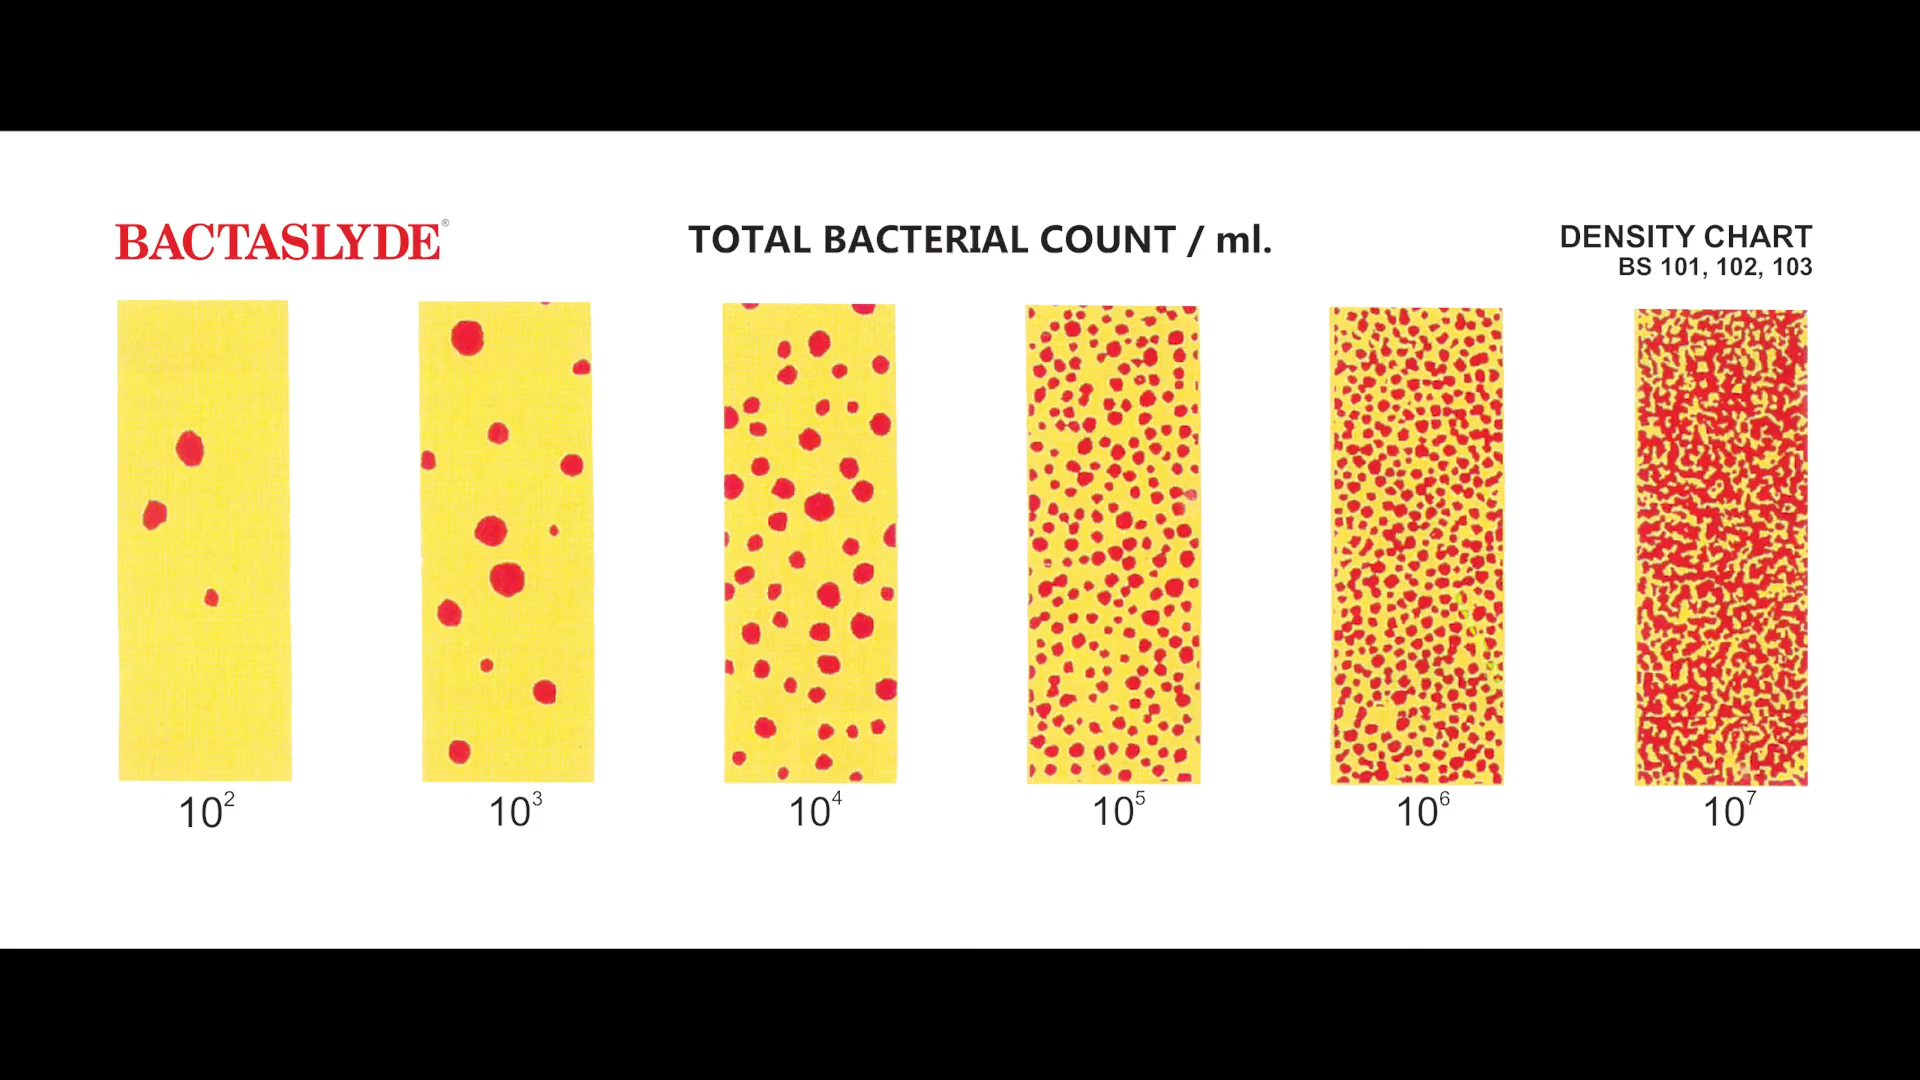 BACTASLYDE®
TOTAL BACTERIAL COUNT / ml.
DENSITY CHART
BS 101, 102, 103
10² 10³ 10⁴ 10⁵ 10⁶ 10⁷